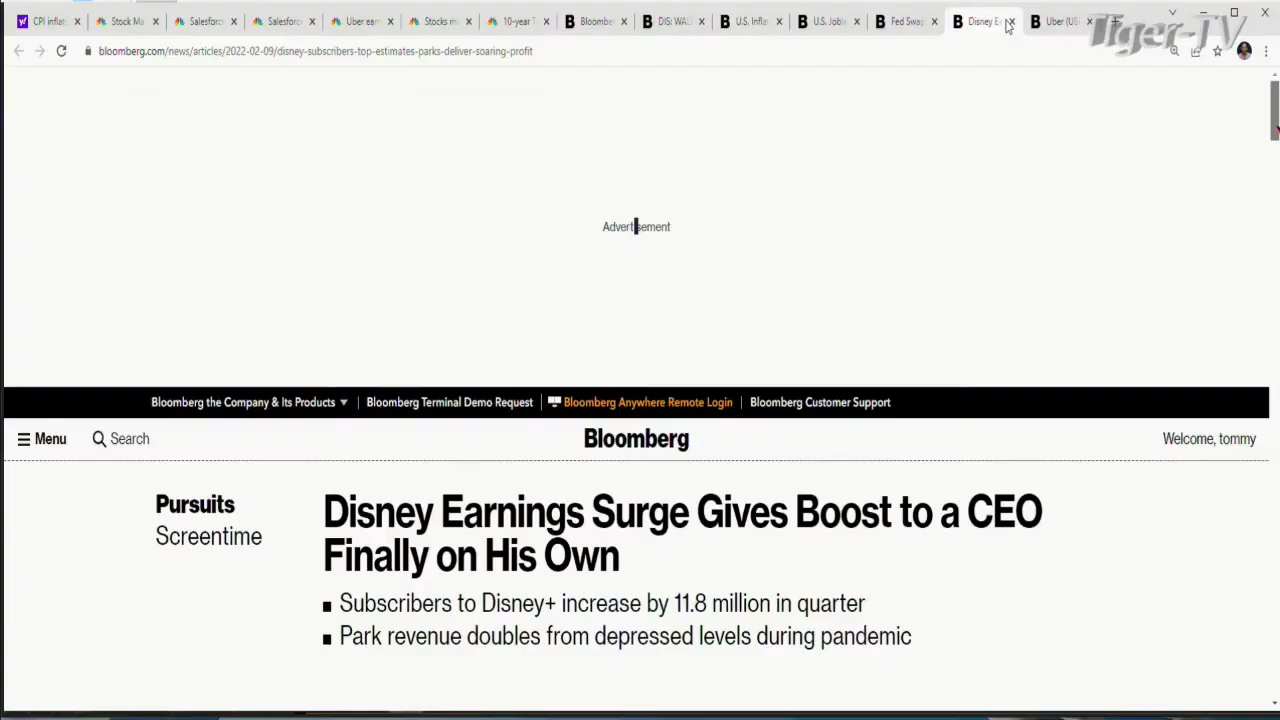 CPI inflat
Stock Ma
Salesforc
Salesforc
Uber ear
Stocks m
10-year T
Bloomber
DIS: WAL
U.S. Infla
U.S. Joble
Fed Swap
Disney Ea
Uber (US
Tiger-TV
bloomberg.com/news/articles/2022-02-09/disney-subscribers-top-estimates-parks-deliver-soaring-profit
Advertisement
Bloomberg the Company & Its Products
Bloomberg Terminal Demo Request
Bloomberg Anywhere Remote Login
Bloomberg Customer Support
Menu
Search
Bloomberg
Welcome, tommy
Pursuits
Screentime
Disney Earnings Surge Gives Boost to a CEO
Finally on His Own
Subscribers to Disney+ increase by 11.8 million in quarter
Park revenue doubles from depressed levels during pandemic